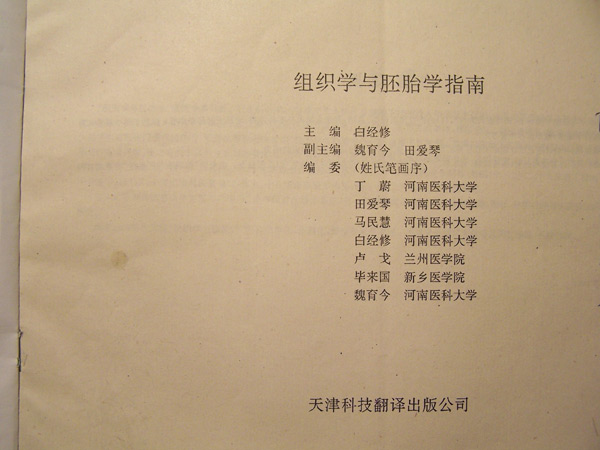 组织学与胚胎学指南
主 编 白经修
副主编 魏育今 田爱琴
编 委（姓氏笔画序）
丁 蔚 河南医科大学
田爱琴 河南医科大学
马民慧 河南医科大学
白经修 河南医科大学
卢 戈 兰州医学院
毕来国 新乡医学院
魏育今 河南医科大学
天津科技翻译出版公司